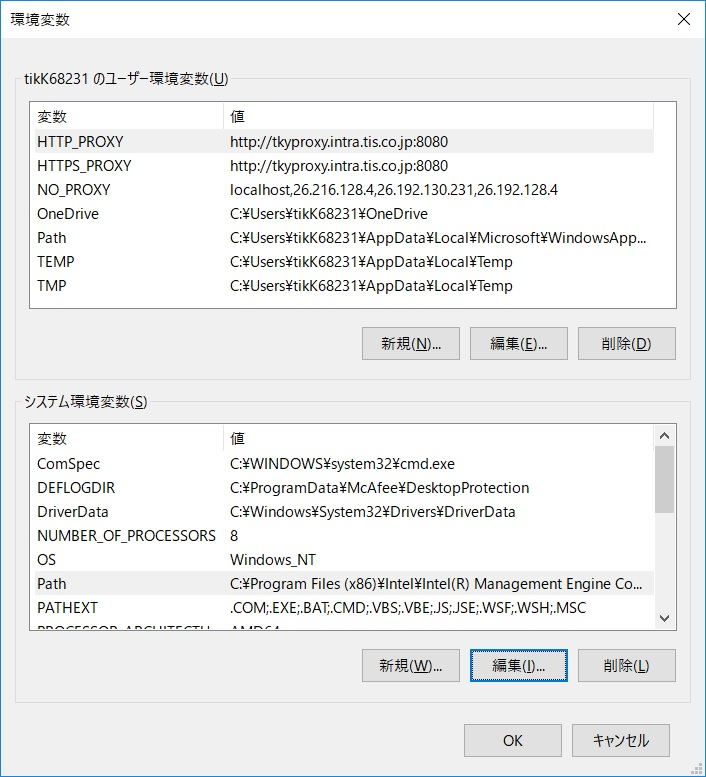 環境変数
tikK68231 のユーザー環境変数(U)
変数 値
HTTP_PROXY http://tkyproxy.intra.tis.co.jp:8080
HTTPS_PROXY http://tkyproxy.intra.tis.co.jp:8080
NO_PROXY localhost,26.216.128.4,26.192.130.231,26.192.128.4
OneDrive C:¥Users¥tikK68231¥OneDrive
Path C:¥Users¥tikK68231¥AppData¥Local¥Microsoft¥WindowsApp...
TEMP C:¥Users¥tikK68231¥AppData¥Local¥Temp
TMP C:¥Users¥tikK68231¥AppData¥Local¥Temp
新規(N)... 編集(E)... 削除(D)
システム環境変数(S)
変数 値
ComSpec C:¥WINDOWS¥system32¥cmd.exe
DEFLOGDIR C:¥ProgramData¥McAfee¥DesktopProtection
DriverData C:¥Windows¥System32¥Drivers¥DriverData
NUMBER_OF_PROCESSORS 8
OS Windows_NT
Path C:¥Program Files (x86)¥Intel¥Intel(R) Management Engine Co...
PATHEXT .COM;.EXE;.BAT;.CMD;.VBS;.VBE;.JS;.JSE;.WSF;.WSH;.MSC
PROCESSOR_ARCHITECTU AMD64
新規(W)... 編集(I)... 削除(L)
OK キャンセル